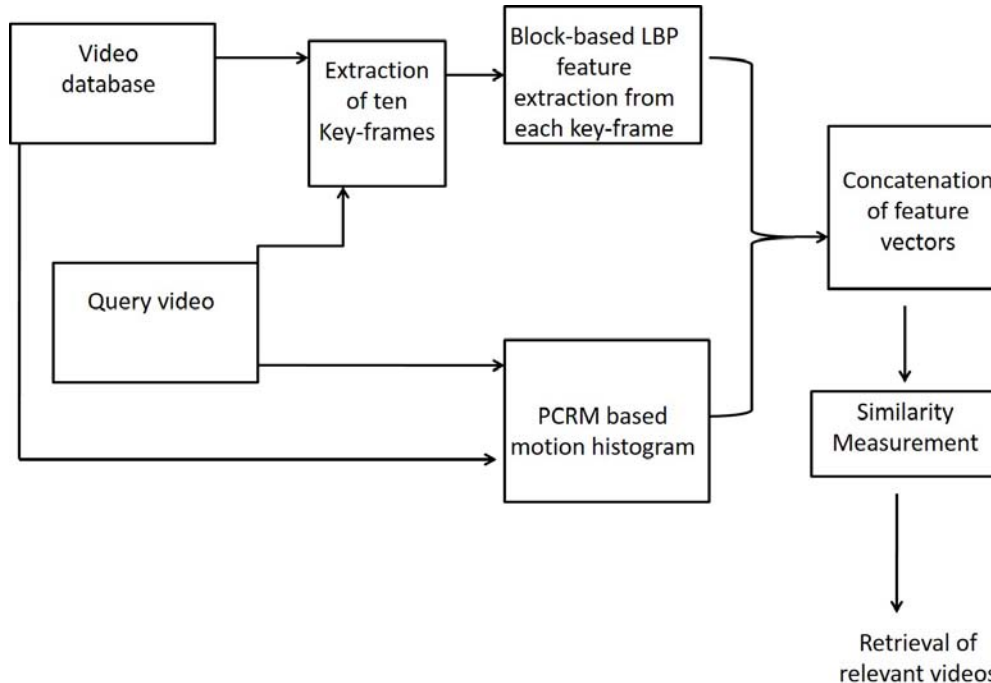 Video
database
Extraction
of ten
Key-frames
Block-based LBP
feature
extraction from
each key-frame
Concatenation
of feature
vectors
Query video
PCRM based
motion histogram
Similarity
Measurement
Retrieval of
relevant videos